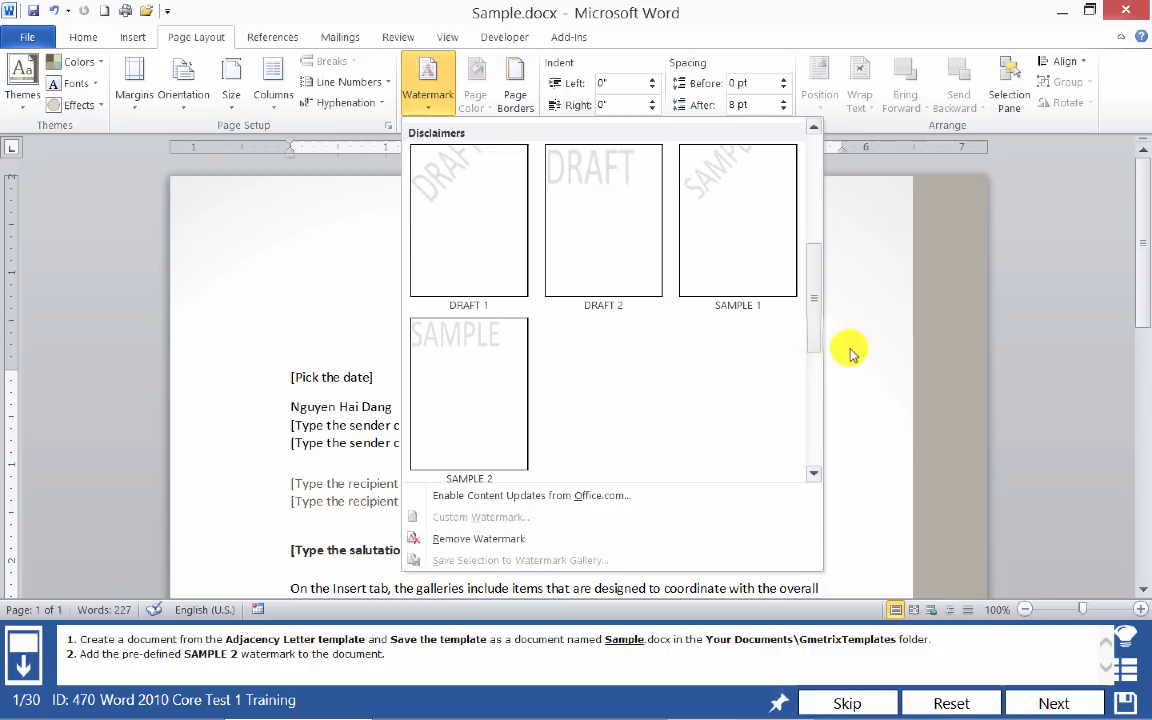 Sample.docx - Microsoft Word
File Home Insert Page Layout References Mailings Review View Developer Add-Ins
Themes
Colors
Fonts
Effects
Themes
Margins Orientation Size Columns
Breaks
Line Numbers
Hyphenation
Page Setup
Watermark Page Color Page Borders
Indent
Left: 0"
Right: 0"
Spacing
Before: 0 pt
After: 8 pt
Position Wrap Text Bring Forward Send Backward Selection Pane
Align
Group
Rotate
Arrange
1 6 7
Disclaimers
DRAFT DRAFT SAMPLE
DRAFT 1 DRAFT 2 SAMPLE 1
SAMPLE
SAMPLE 2
Enable Content Updates from Office.com...
Custom Watermark...
Remove Watermark
Save Selection to Watermark Gallery...
[Pick the date]
Nguyen Hai Dang
[Type the sender c
[Type the sender c
[Type the recipient
[Type the recipient
[Type the salutatio
On the Insert tab, the galleries include items that are designed to coordinate with the overall
Page: 1 of 1 Words: 227 English (U.S.) 100%
1. Create a document from the Adjacency Letter template and Save the template as a document named Sample.docx in the Your Documents\GmetrixTemplates folder.
2. Add the pre-defined SAMPLE 2 watermark to the document.
1/30 ID: 470 Word 2010 Core Test 1 Training Skip Reset Next